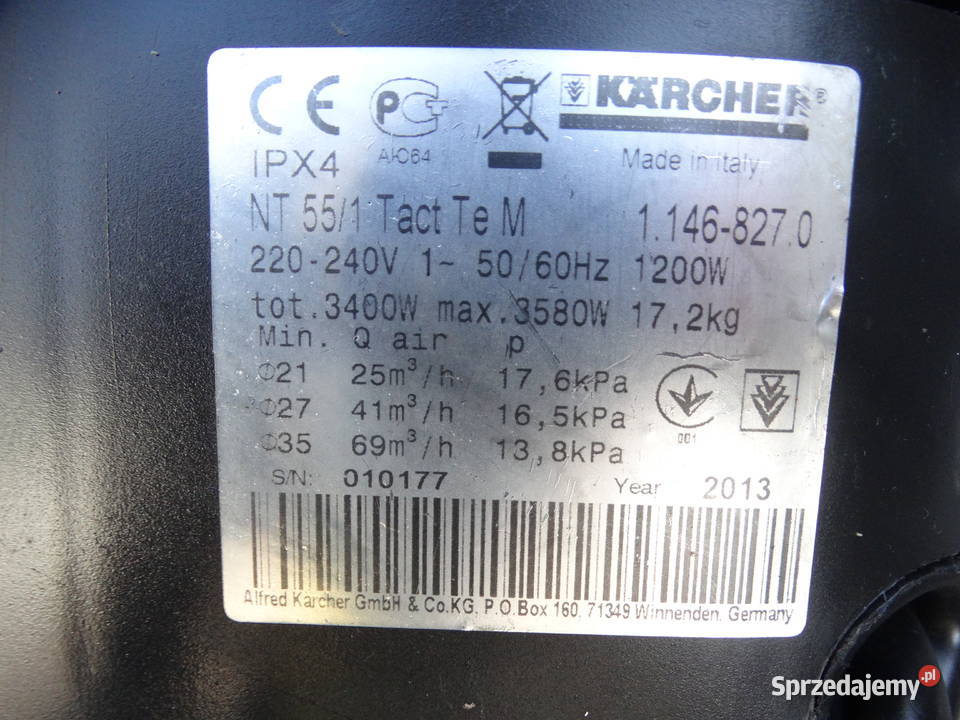 CE PC KÄRCHER®
IPX4 АЮ64 Made in Italy
NT 55/1 Tact Te M 1.146-827.0
220-240V 1~ 50/60Hz 1200W
tot.3400W max.3580W 17,2kg
Min. Q air p
Φ21 25m³/h 17,6kPa
Φ27 41m³/h 16,5kPa
Φ35 69m³/h 13,8kPa
001
S/N: 010177 Year 2013
Alfred Kärcher GmbH & Co.KG, P.O.Box 160, 71349 Winnenden, Germany
Sprzedajemy.pl